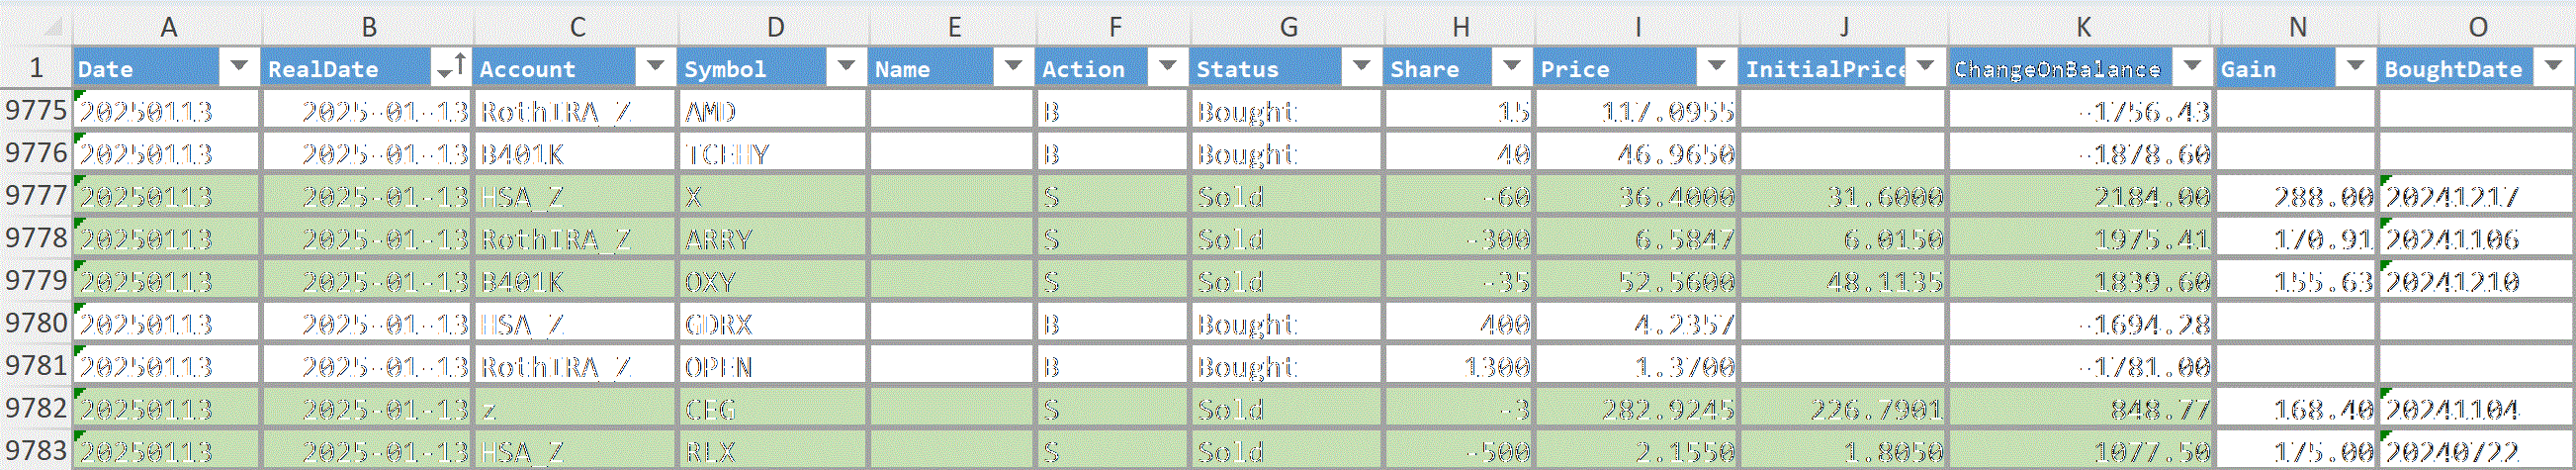 A B C D E F G H I J K N O
1 Date RealDate Account Symbol Name Action Status Share Price InitialPrice ChangeOnBalance Gain BoughtDate
9775 20250113 2025-01-13 RothIRA_Z AMD B Bought 15 117.0955 -1756.43
9776 20250113 2025-01-13 B401K TCEHY B Bought 40 46.9650 -1878.60
9777 20250113 2025-01-13 HSA_Z X S Sold -60 36.4000 31.6000 2184.00 288.00 20241217
9778 20250113 2025-01-13 RothIRA_Z ARRY S Sold -300 6.5847 6.0150 1975.41 170.91 20241106
9779 20250113 2025-01-13 B401K OXY S Sold -35 52.5600 48.1135 1839.60 155.63 20241210
9780 20250113 2025-01-13 HSA_Z GDRX B Bought 400 4.2357 -1694.28
9781 20250113 2025-01-13 RothIRA_Z OPEN B Bought 1300 1.3700 -1781.00
9782 20250113 2025-01-13 z CEG S Sold -3 282.9245 226.7901 848.77 168.40 20241104
9783 20250113 2025-01-13 HSA_Z RLX S Sold -500 2.1550 1.8050 1077.50 175.00 20240722